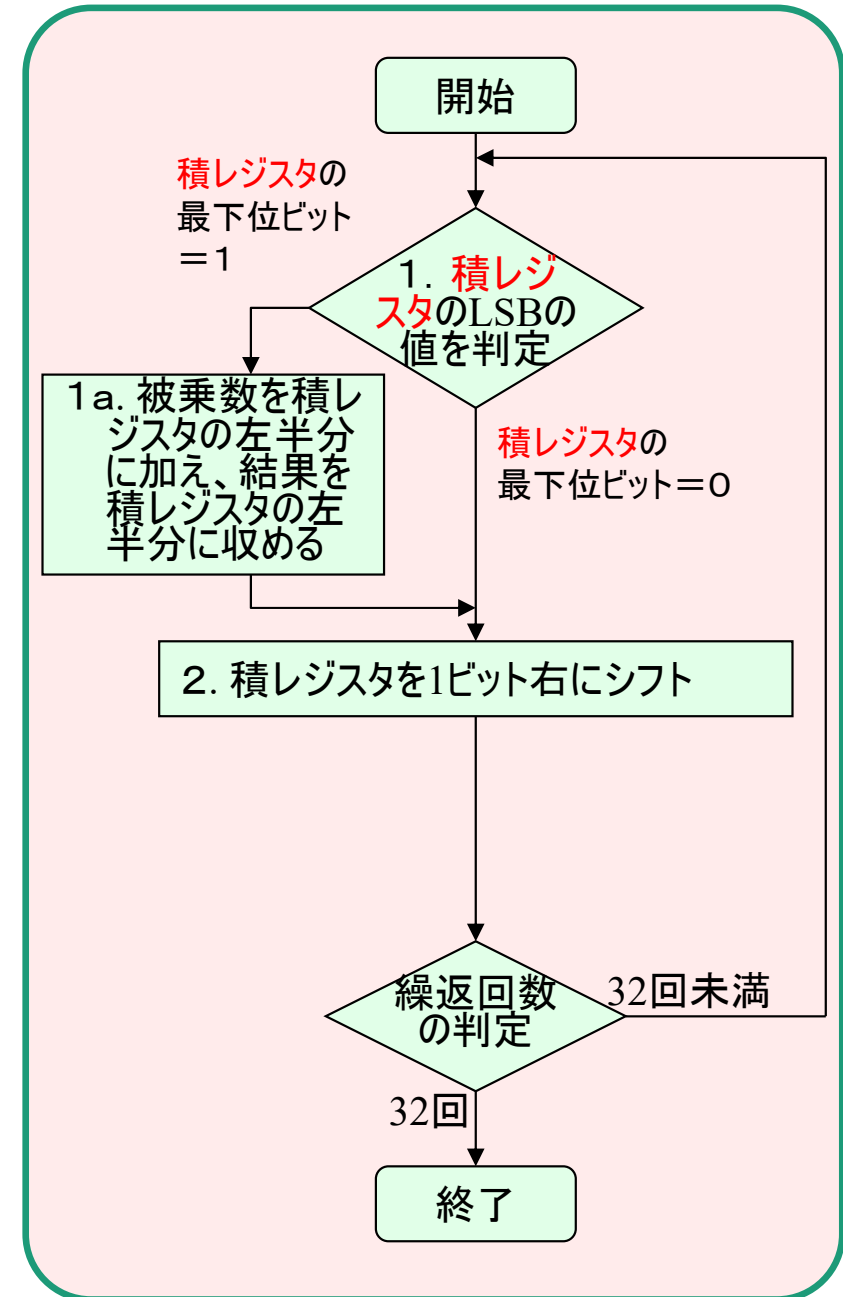 開始
積レジスタの
最下位ビット
=1
1. 積レジ
スタのLSBの
値を判定
1a. 被乗数を積レ
ジスタの左半分
に加え、結果を
積レジスタの左
半分に収める
積レジスタの
最下位ビット=0
2. 積レジスタを1ビット右にシフト
繰返回数
の判定
32回未満
32回
終了